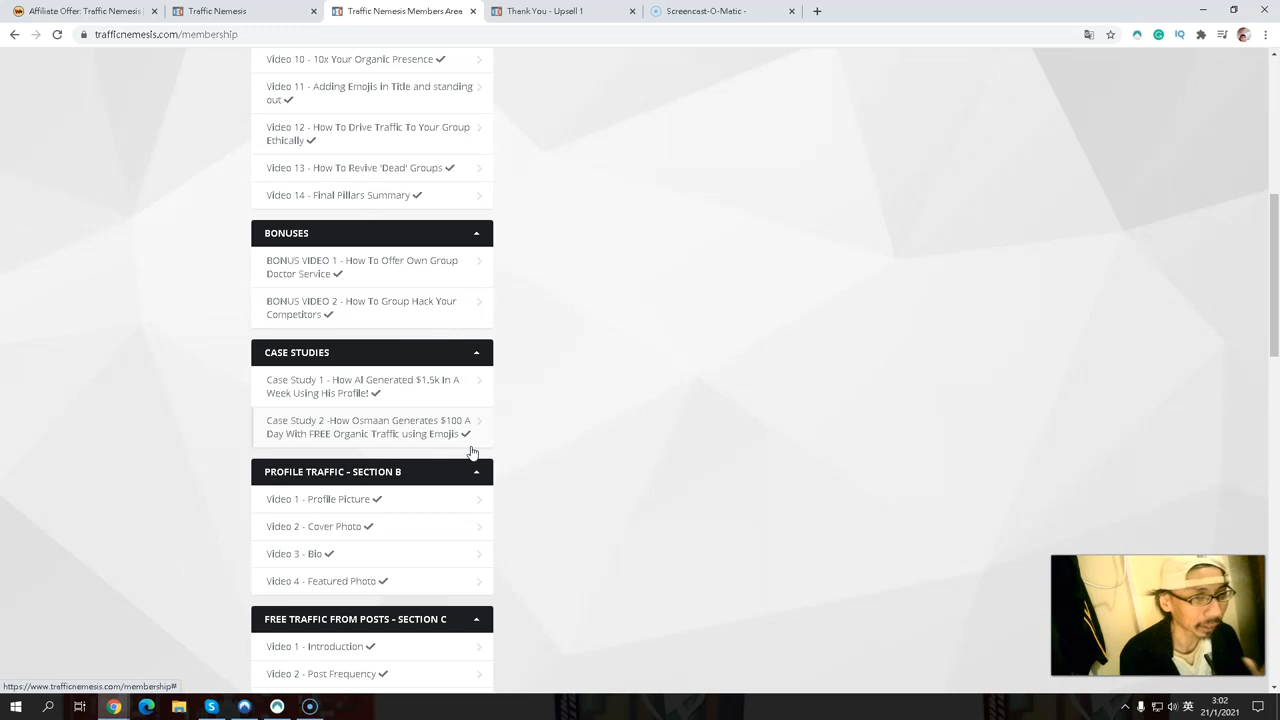 Affiliate Offer: Traffic Nemesis
Traffic Nemesis
Traffic Nemesis Members Area
Thank You - Upsell 1
Screencast-O-Matic -
trafficnemesis.com/membership
Video 10 - 10x Your Organic Presence
Video 11 - Adding Emojis in Title and standing
out
Video 12 - How To Drive Traffic To Your Group
Ethically
Video 13 - How To Revive 'Dead' Groups
Video 14 - Final Pillars Summary
BONUSES
BONUS VIDEO 1 - How To Offer Own Group
Doctor Service
BONUS VIDEO 2 - How To Group Hack Your
Competitors
CASE STUDIES
Case Study 1 - How Al Generated $1.5k In A
Week Using His Profile!
Case Study 2 -How Osmaan Generates $100 A
Day With FREE Organic Traffic using Emojis
PROFILE TRAFFIC – SECTION B
Video 1 - Profile Picture
Video 2 - Cover Photo
Video 3 - Bio
Video 4 - Featured Photo
FREE TRAFFIC FROM POSTS – SECTION C
Video 1 - Introduction
Video 2 - Post Frequency
https://www.trafficnemesis.com/membership#
英
3:02
21/1/2021